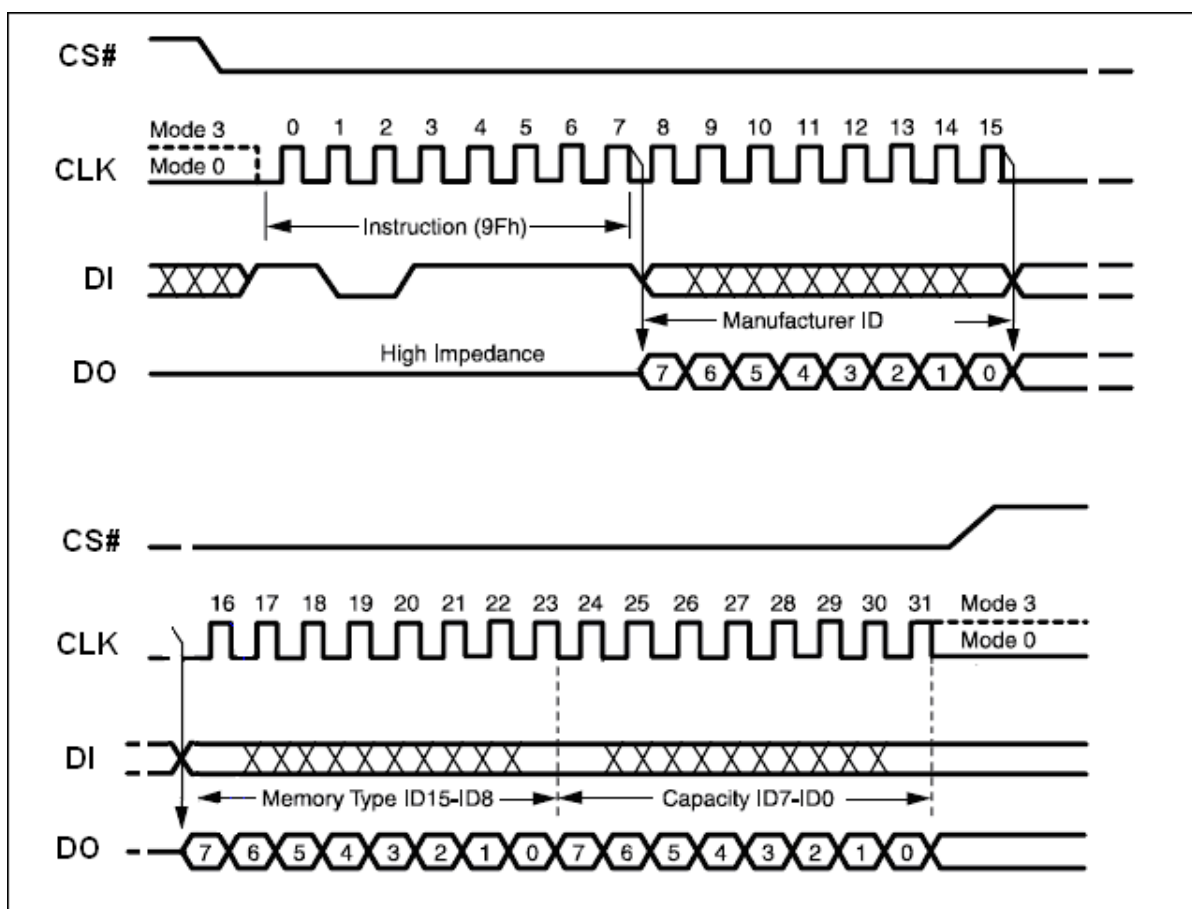 CS#
Mode 3
0 1 2 3 4 5 6 7 8 9 10 11 12 13 14 15
Mode 0
CLK
Instruction (9Fh)
DI
Manufacturer ID
High Impedance
DO
7 6 5 4 3 2 1 0
CS#
16 17 18 19 20 21 22 23 24 25 26 27 28 29 30 31
Mode 3
CLK
Mode 0
DI
Memory Type ID15-ID8
Capacity ID7-ID0
DO
7 6 5 4 3 2 1 0 7 6 5 4 3 2 1 0